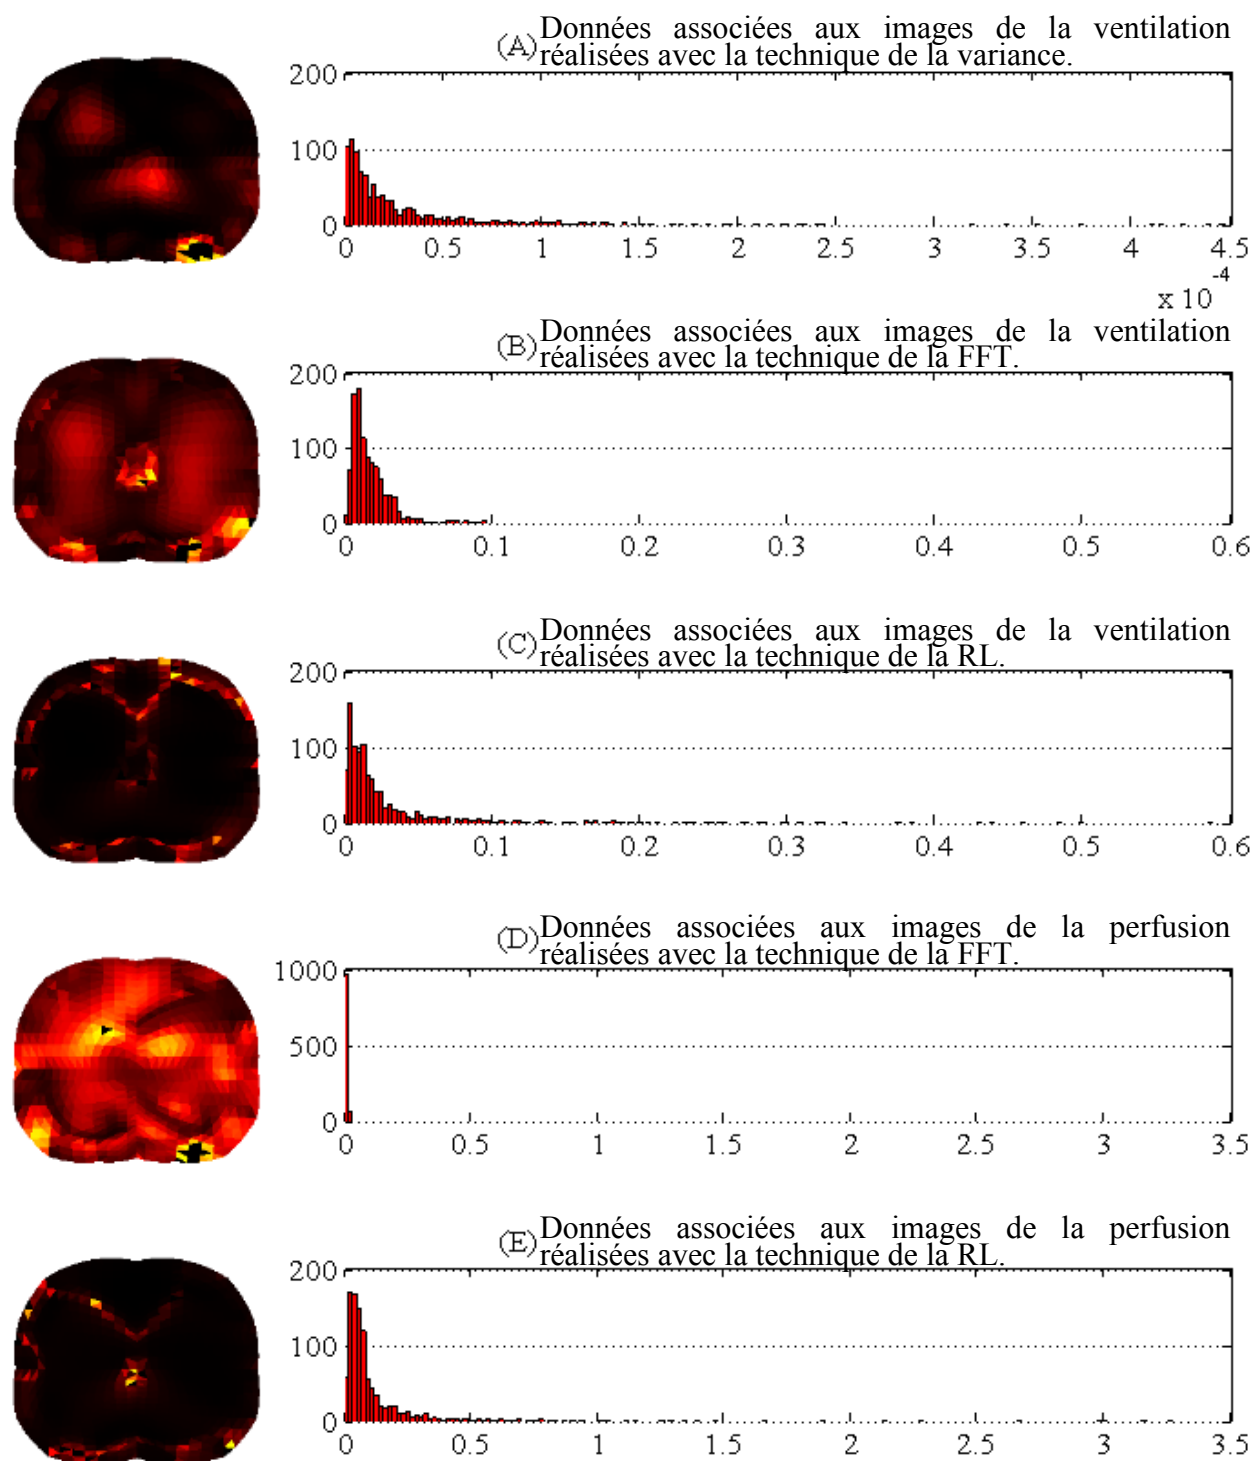 (A) Données associées aux images de la ventilation
réalisées avec la technique de la variance.
200
100
0
0 0.5 1 1.5 2 2.5 3 3.5 4 4.5
x 10 -4
(B) Données associées aux images de la ventilation
réalisées avec la technique de la FFT.
200
100
0
0 0.1 0.2 0.3 0.4 0.5 0.6
(C) Données associées aux images de la ventilation
réalisées avec la technique de la RL.
200
100
0
0 0.1 0.2 0.3 0.4 0.5 0.6
(D) Données associées aux images de la perfusion
réalisées avec la technique de la FFT.
1000
500
0
0 0.5 1 1.5 2 2.5 3 3.5
(E) Données associées aux images de la perfusion
réalisées avec la technique de la RL.
200
100
0
0 0.5 1 1.5 2 2.5 3 3.5